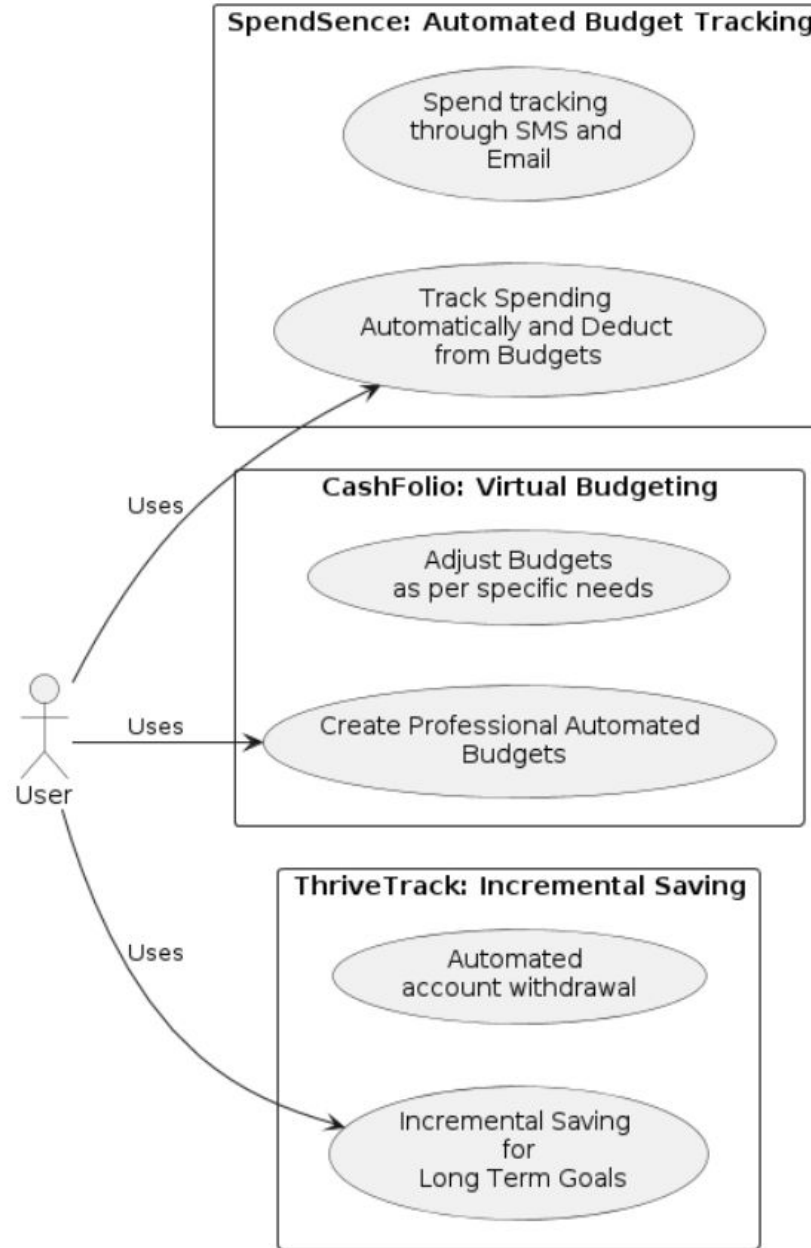 SpendSence: Automated Budget Tracking
Spend tracking
through SMS and
Email
Track Spending
Automatically and Deduct
from Budgets
Uses
CashFolio: Virtual Budgeting
Adjust Budgets
as per specific needs
Uses
Create Professional Automated
Budgets
User
ThriveTrack: Incremental Saving
Uses
Automated
account withdrawal
Incremental Saving
for
Long Term Goals